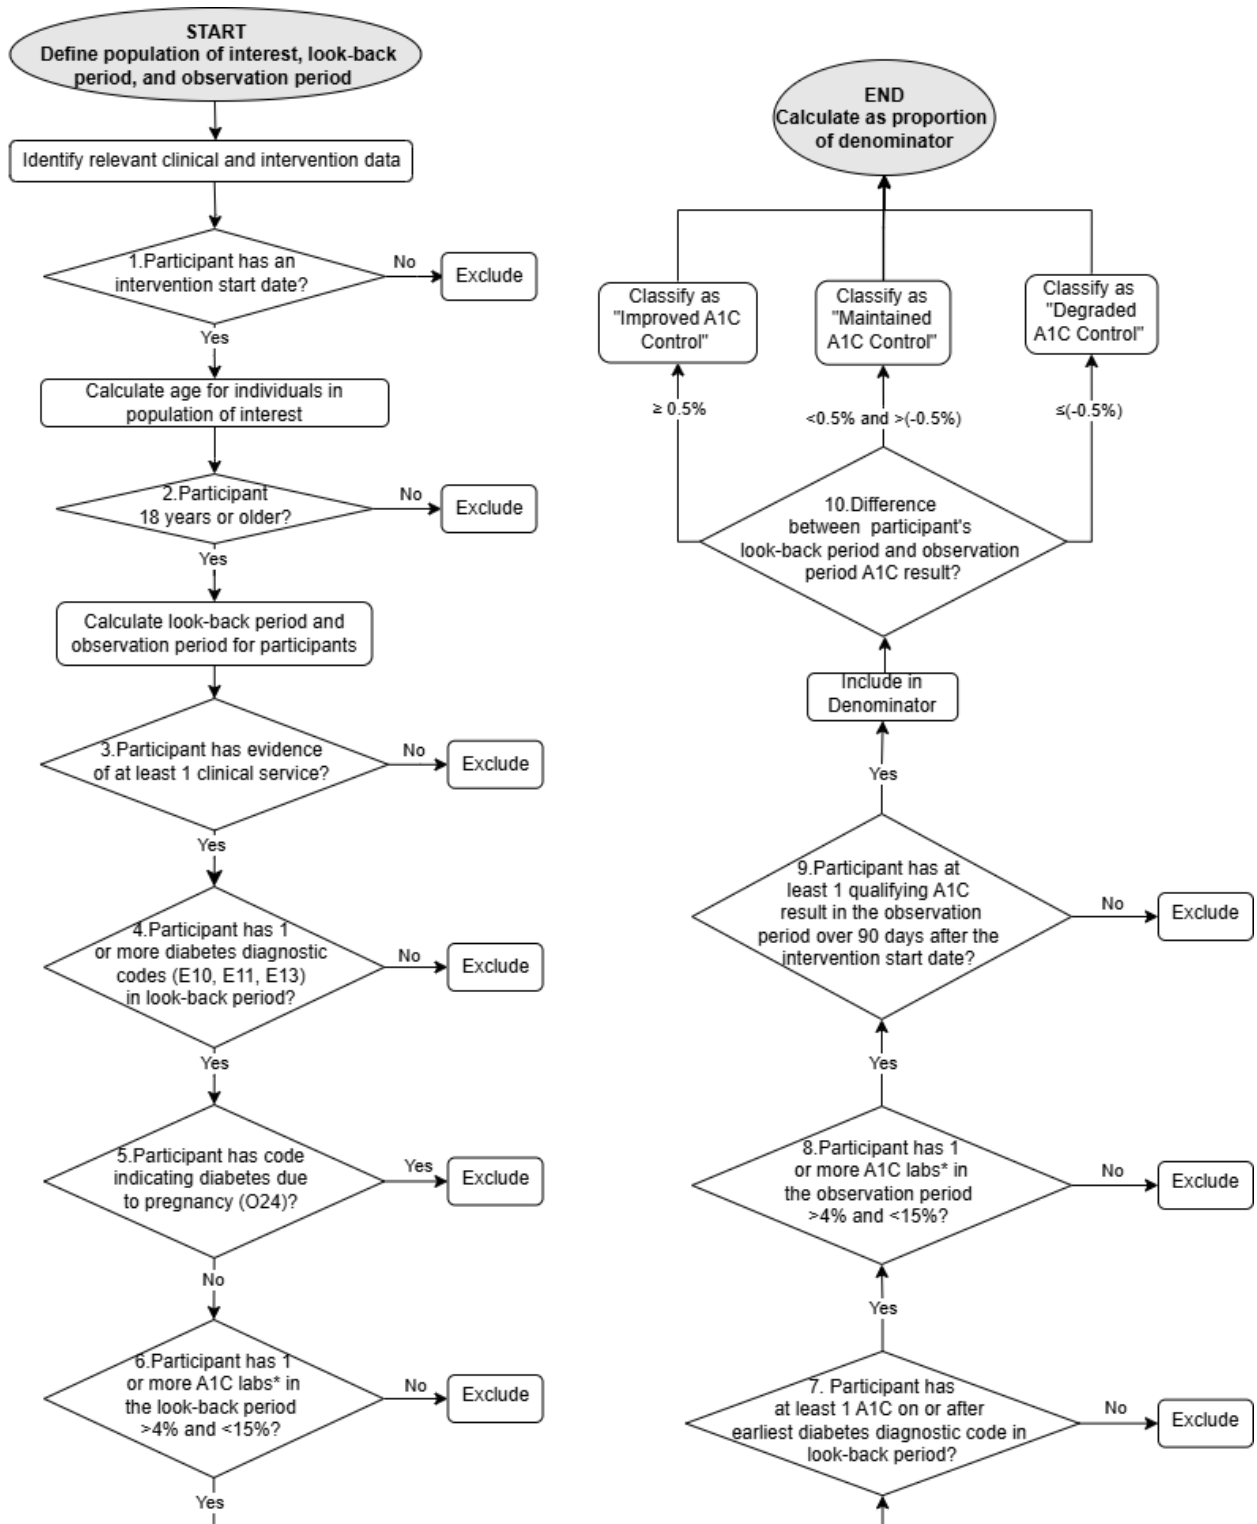 START
Define population of interest, look-back
period, and observation period
Identify relevant clinical and intervention data
1.Participant has an
intervention start date?
No
Exclude
Yes
Calculate age for individuals in
population of interest
2.Participant
18 years or older?
No
Exclude
Yes
Calculate look-back period and
observation period for participants
3.Participant has evidence
of at least 1 clinical service?
No
Exclude
Yes
4.Participant has 1
or more diabetes diagnostic
codes (E10, E11, E13)
in look-back period?
No
Exclude
Yes
5.Participant has code
indicating diabetes due
to pregnancy (O24)?
Yes
Exclude
No
6.Participant has 1
or more A1C labs* in
the look-back period
>4% and <15%?
No
Exclude
Yes
7. Participant has
at least 1 A1C on or after
earliest diabetes diagnostic code in
look-back period?
No
Exclude
Yes
8.Participant has 1
or more A1C labs* in
the observation period
>4% and <15%?
No
Exclude
Yes
9.Participant has at
least 1 qualifying A1C
result in the observation
period over 90 days after the
intervention start date?
No
Exclude
Yes
Include in
Denominator
10.Difference
between participant's
look-back period and observation
period A1C result?
≥ 0.5%
<0.5% and >(-0.5%)
≤(-0.5%)
Classify as
"Improved A1C
Control"
Classify as
"Maintained
A1C Control"
Classify as
"Degraded
A1C Control"
END
Calculate as proportion
of denominator